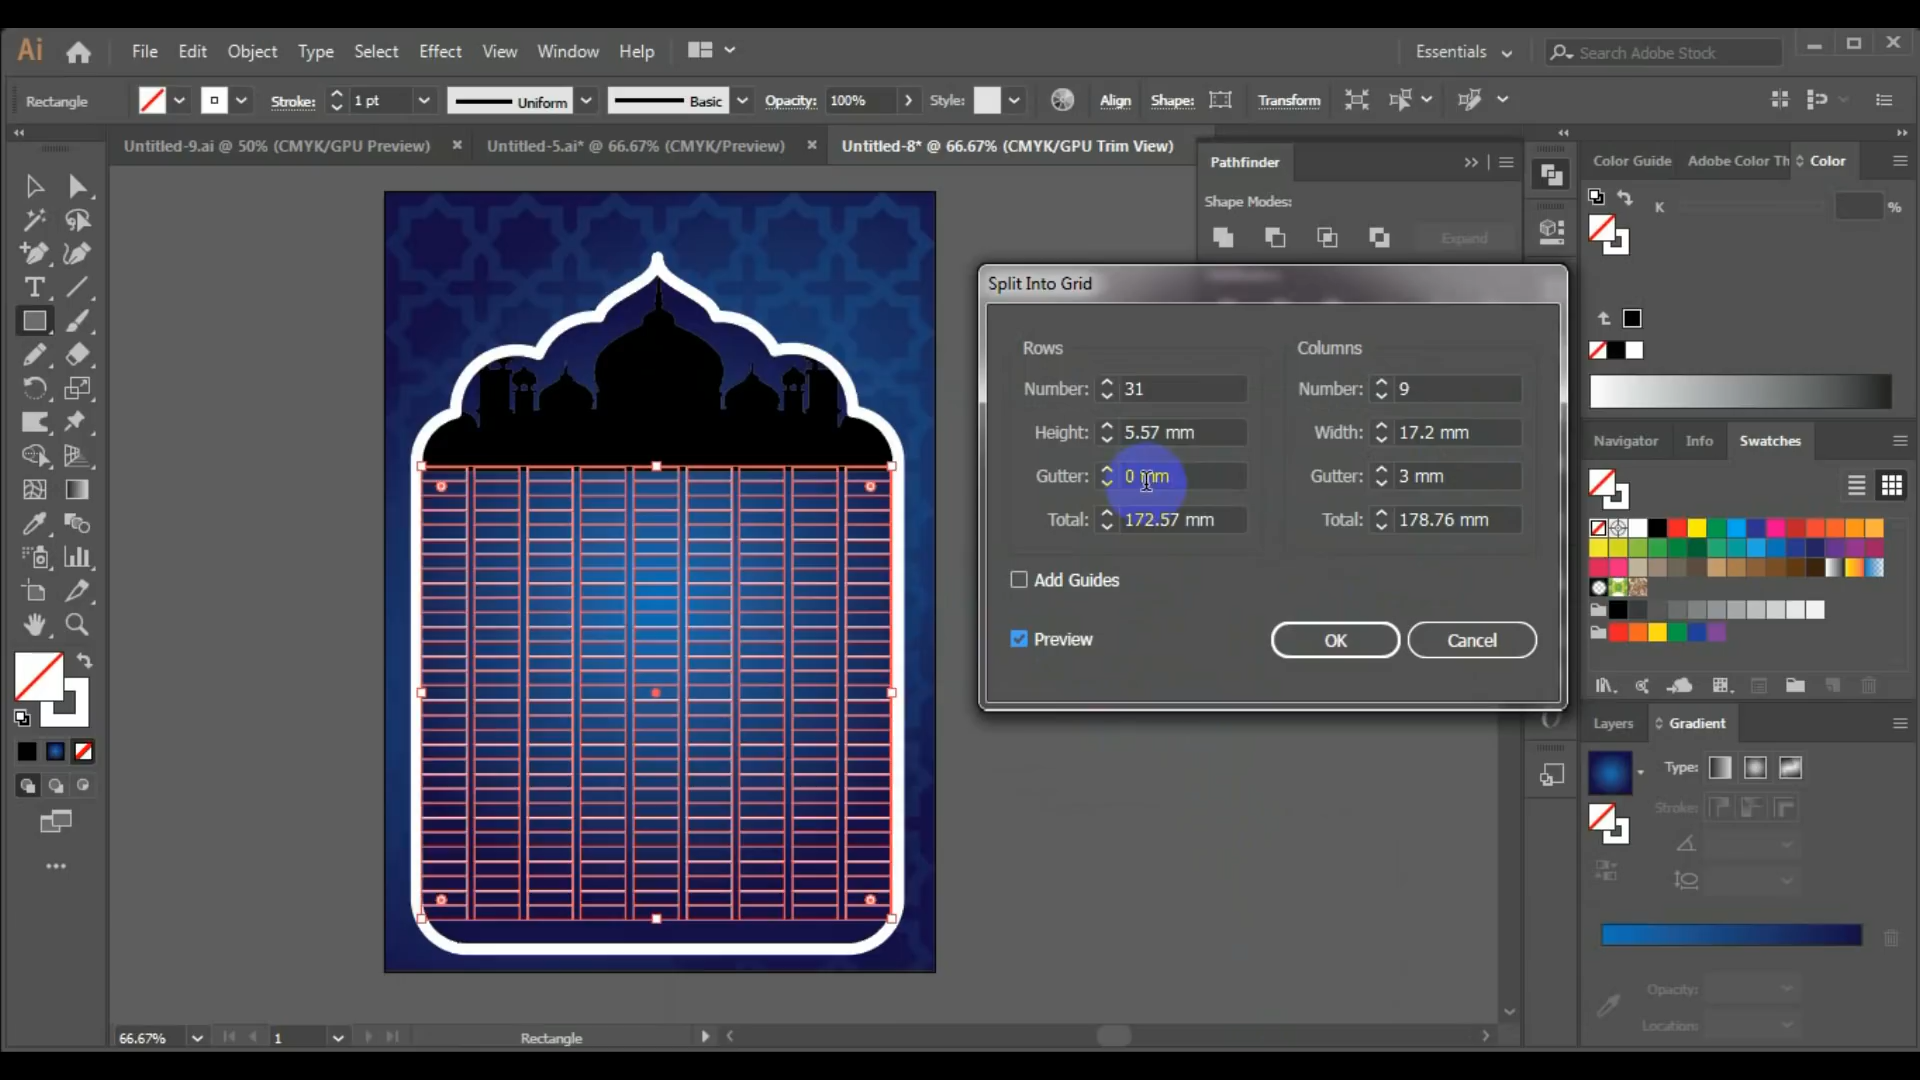 Ai File Edit Object Type Select Effect View Window Help Essentials Search Adobe Stock
Rectangle Stroke: 1 pt Uniform Basic Opacity: 100% Style: Align Shape: Transform
Untitled-9.ai @ 50% (CMYK/GPU Preview) Untitled-5.ai* @ 66.67% (CMYK/Preview) Untitled-8* @ 66.67% (CMYK/GPU Trim View)
Pathfinder
Shape Modes:
Expand
Color Guide Adobe Color Th Color
K %
Split Into Grid
Rows Columns
Number: 31 Number: 9
Height: 5.57 mm Width: 17.2 mm
Gutter: 0 mm Gutter: 3 mm
Total: 172.57 mm Total: 178.76 mm
Add Guides
Preview OK Cancel
Navigator Info Swatches
Layers Gradient
Type:
Stroke:
Opacity:
Location:
66.67% 1 Rectangle